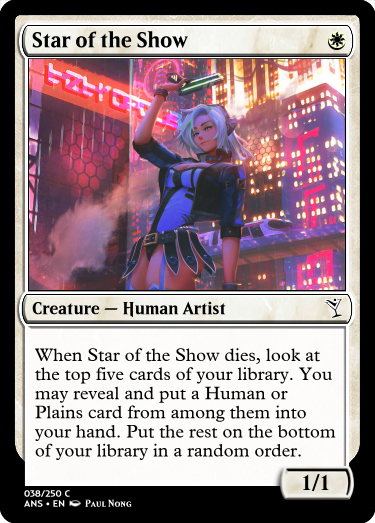 Star of the Show
Creature — Human Artist
When Star of the Show dies, look at
the top five cards of your library. You
may reveal and put a Human or
Plains card from among them into
your hand. Put the rest on the bottom
of your library in a random order.
1/1
038/250 C
ANS • EN Paul Nong